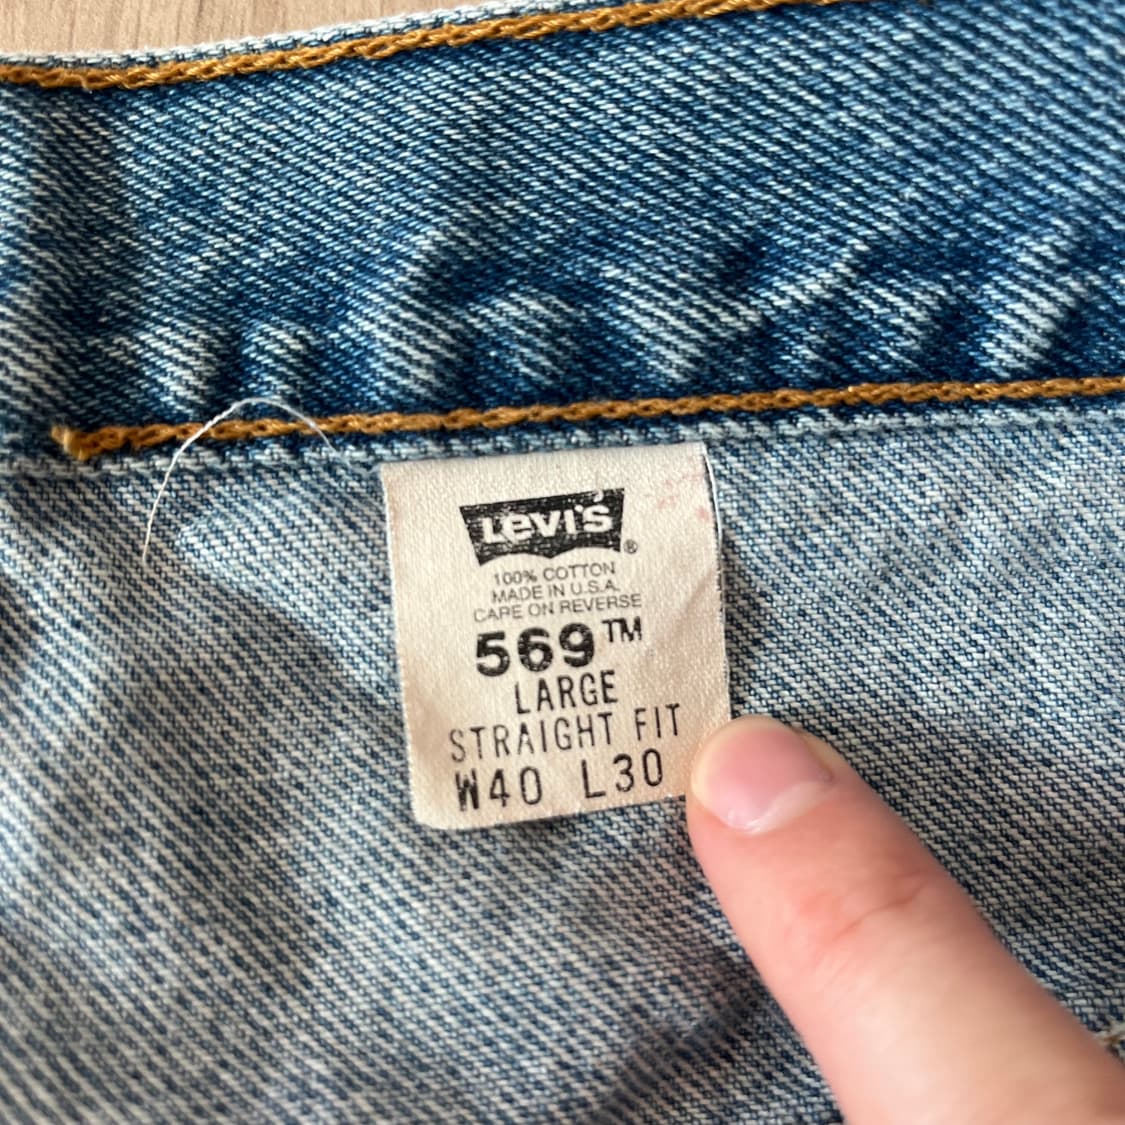 LEVI'S®
100% COTTON
MADE IN U.S.A.
CARE ON REVERSE
569™
LARGE
STRAIGHT FIT
W40 L30